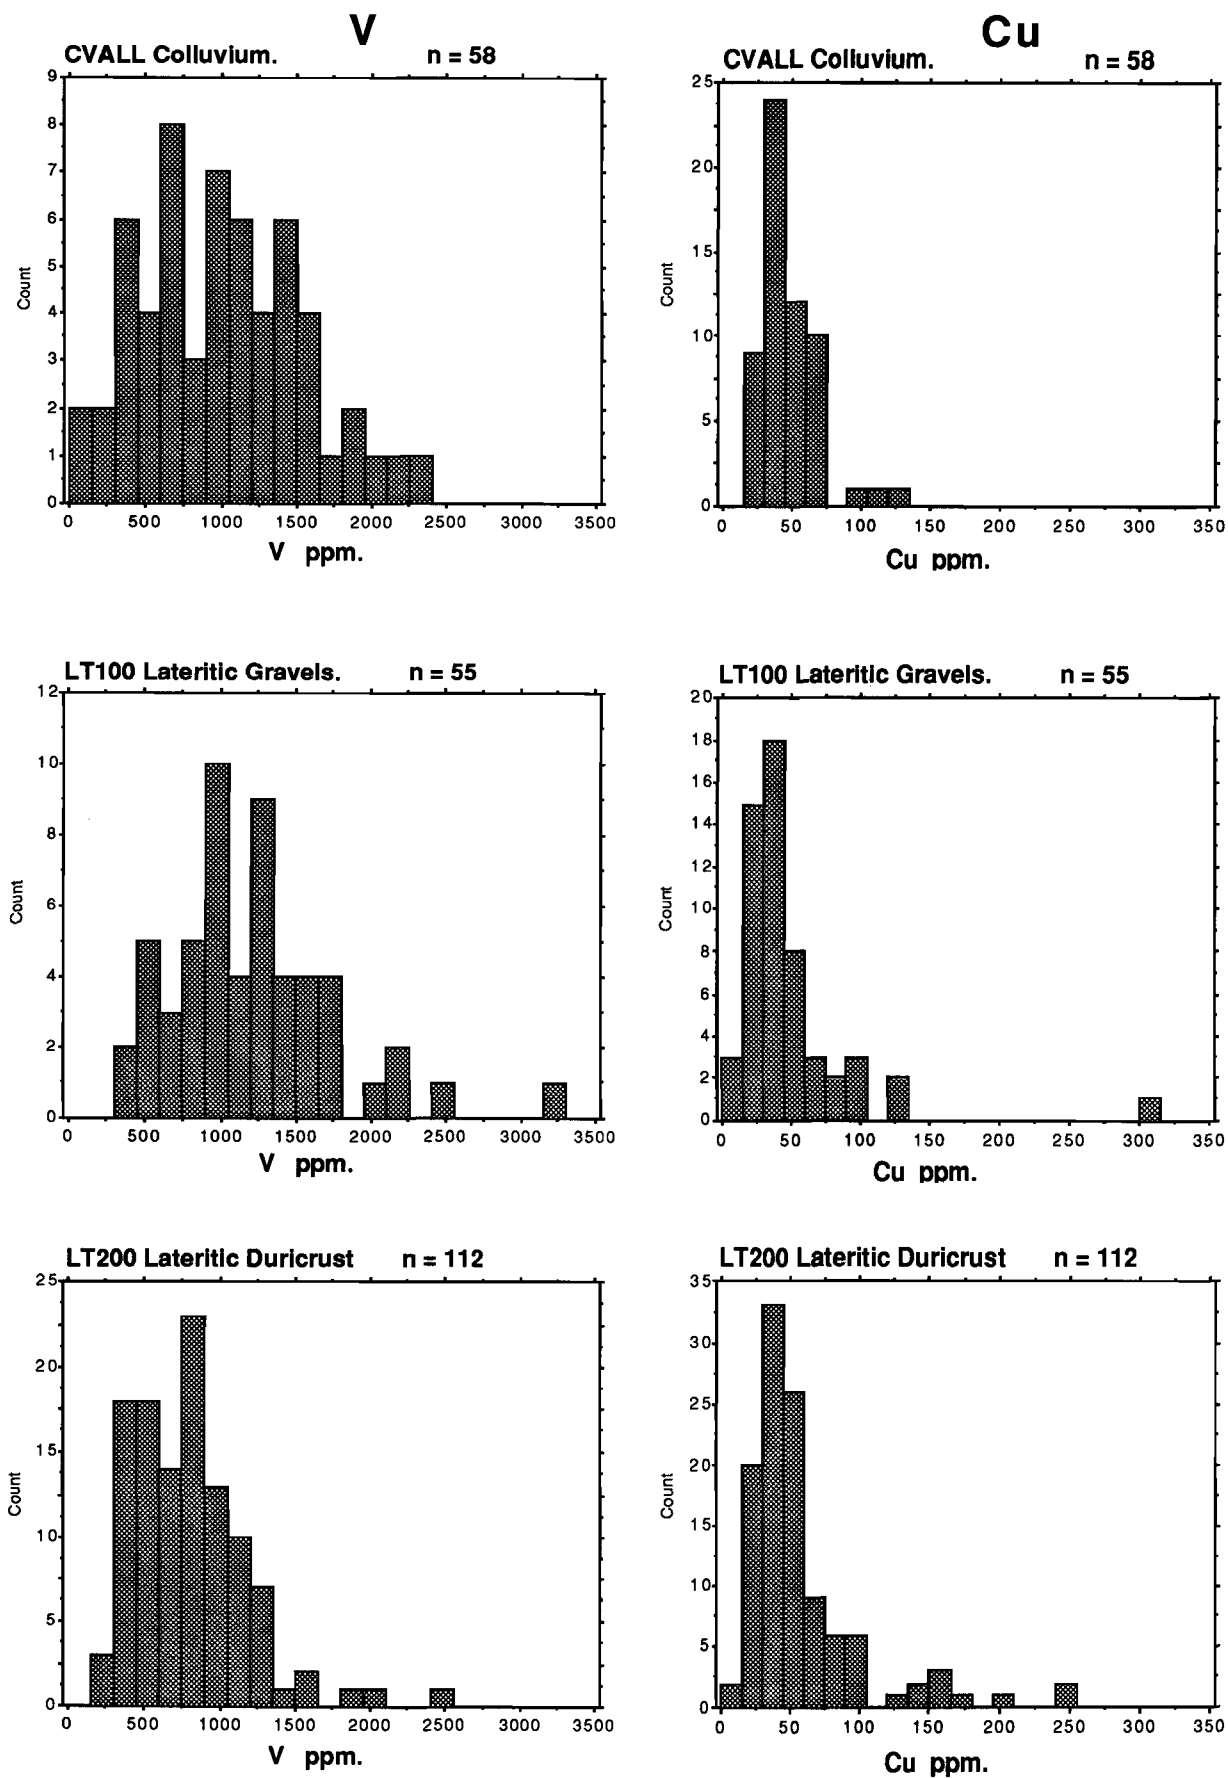 V
Cu
CVALL Colluvium. n = 58
CVALL Colluvium. n = 58
9
8
7
6
5
4
3
2
1
0
Count
0 500 1000 1500 2000 2500 3000 3500
V ppm.
25
20
15
10
5
0
Count
0 50 100 150 200 250 300 350
Cu ppm.
LT100 Lateritic Gravels. n = 55
LT100 Lateritic Gravels. n = 55
12
10
8
6
4
2
0
Count
0 500 1000 1500 2000 2500 3000 3500
V ppm.
20
18
16
14
12
10
8
6
4
2
0
Count
0 50 100 150 200 250 300 350
Cu ppm.
LT200 Lateritic Duricrust n = 112
LT200 Lateritic Duricrust n = 112
25
20
15
10
5
0
Count
0 500 1000 1500 2000 2500 3000 3500
V ppm.
35
30
25
20
15
10
5
0
Count
0 50 100 150 200 250 300 350
Cu ppm.